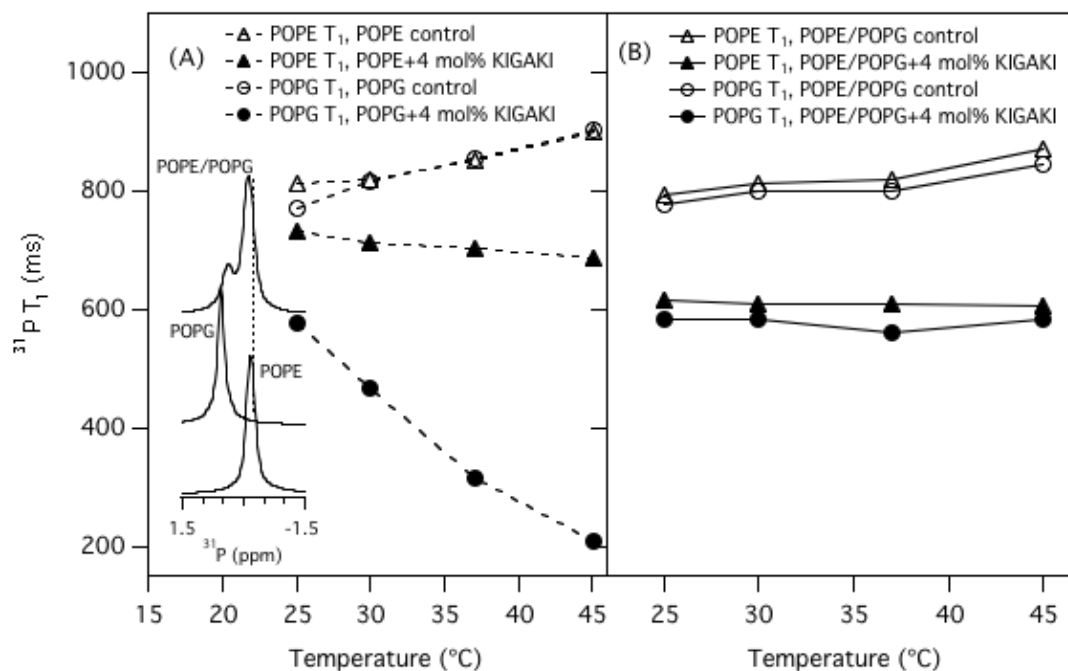 (A)
POPE T1, POPE control
POPE T1, POPE+4 mol% KIGAKI
POPG T1, POPG control
POPG T1, POPG+4 mol% KIGAKI
(B)
POPE T1, POPE/POPG control
POPE T1, POPE/POPG+4 mol% KIGAKI
POPG T1, POPE/POPG control
POPG T1, POPE/POPG+4 mol% KIGAKI
31P T1 (ms)
1000
800
600
400
200
POPE/POPG
POPG
POPE
1.5 -1.5
31P (ppm)
15 20 25 30 35 40 45
25 30 35 40 45
Temperature (°C)
Temperature (°C)